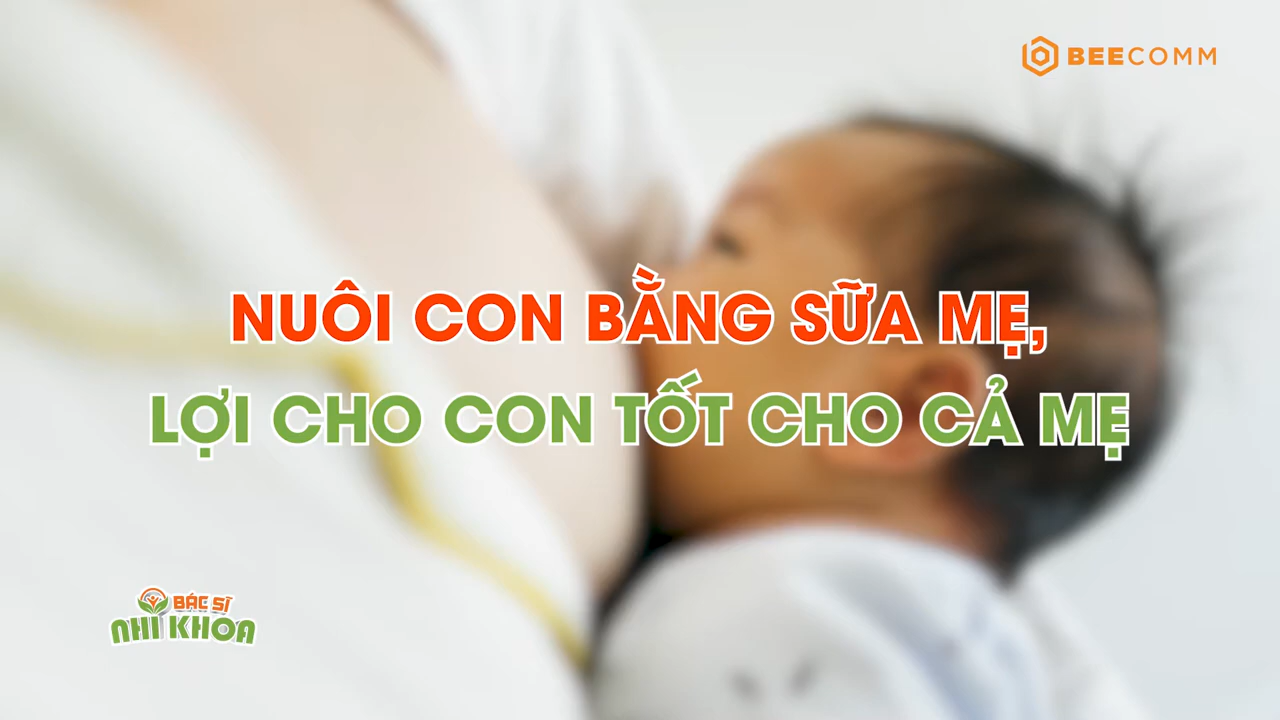 BEECOMM
NUÔI CON BẰNG SỮA MẸ,
LỢI CHO CON TỐT CHO CẢ MẸ
BÁC SĨ
NHI KHOA